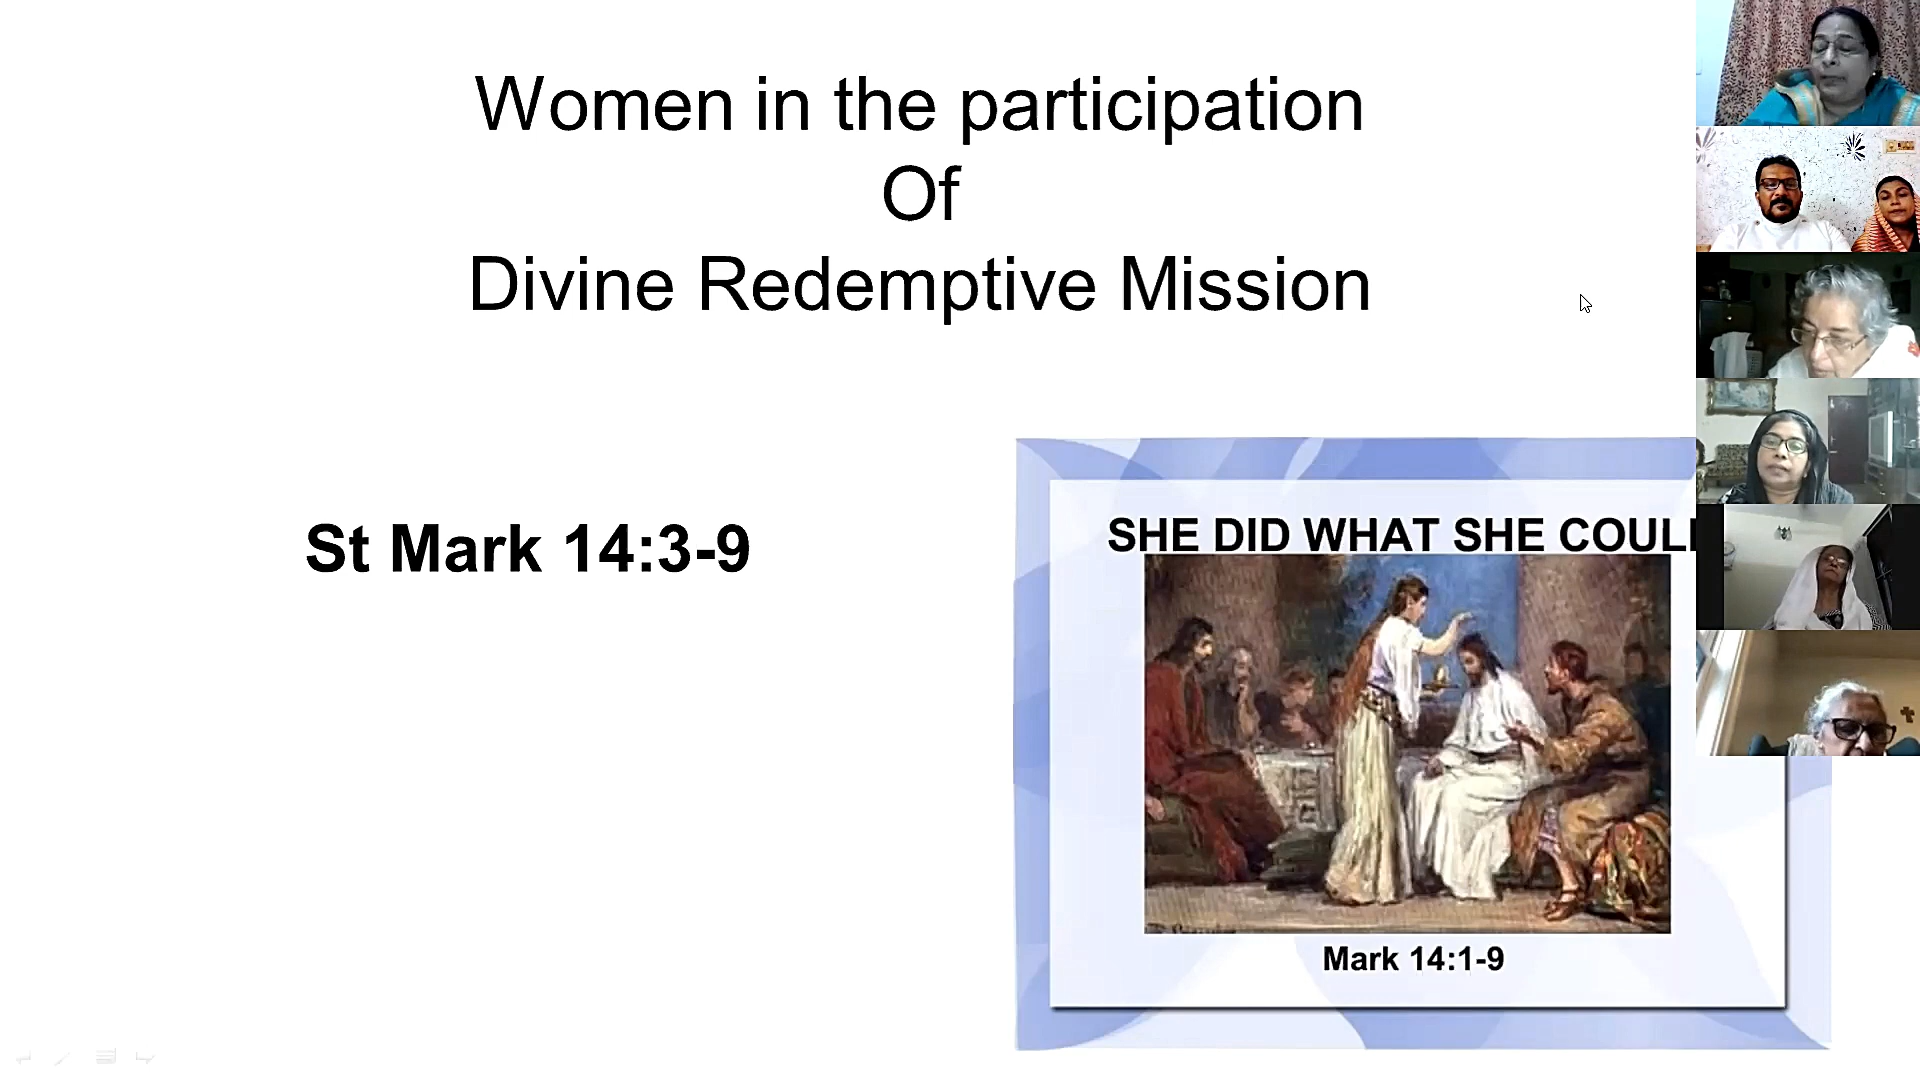 Women in the participation
Of
Divine Redemptive Mission
St Mark 14:3-9
SHE DID WHAT SHE COUL
Mark 14:1-9